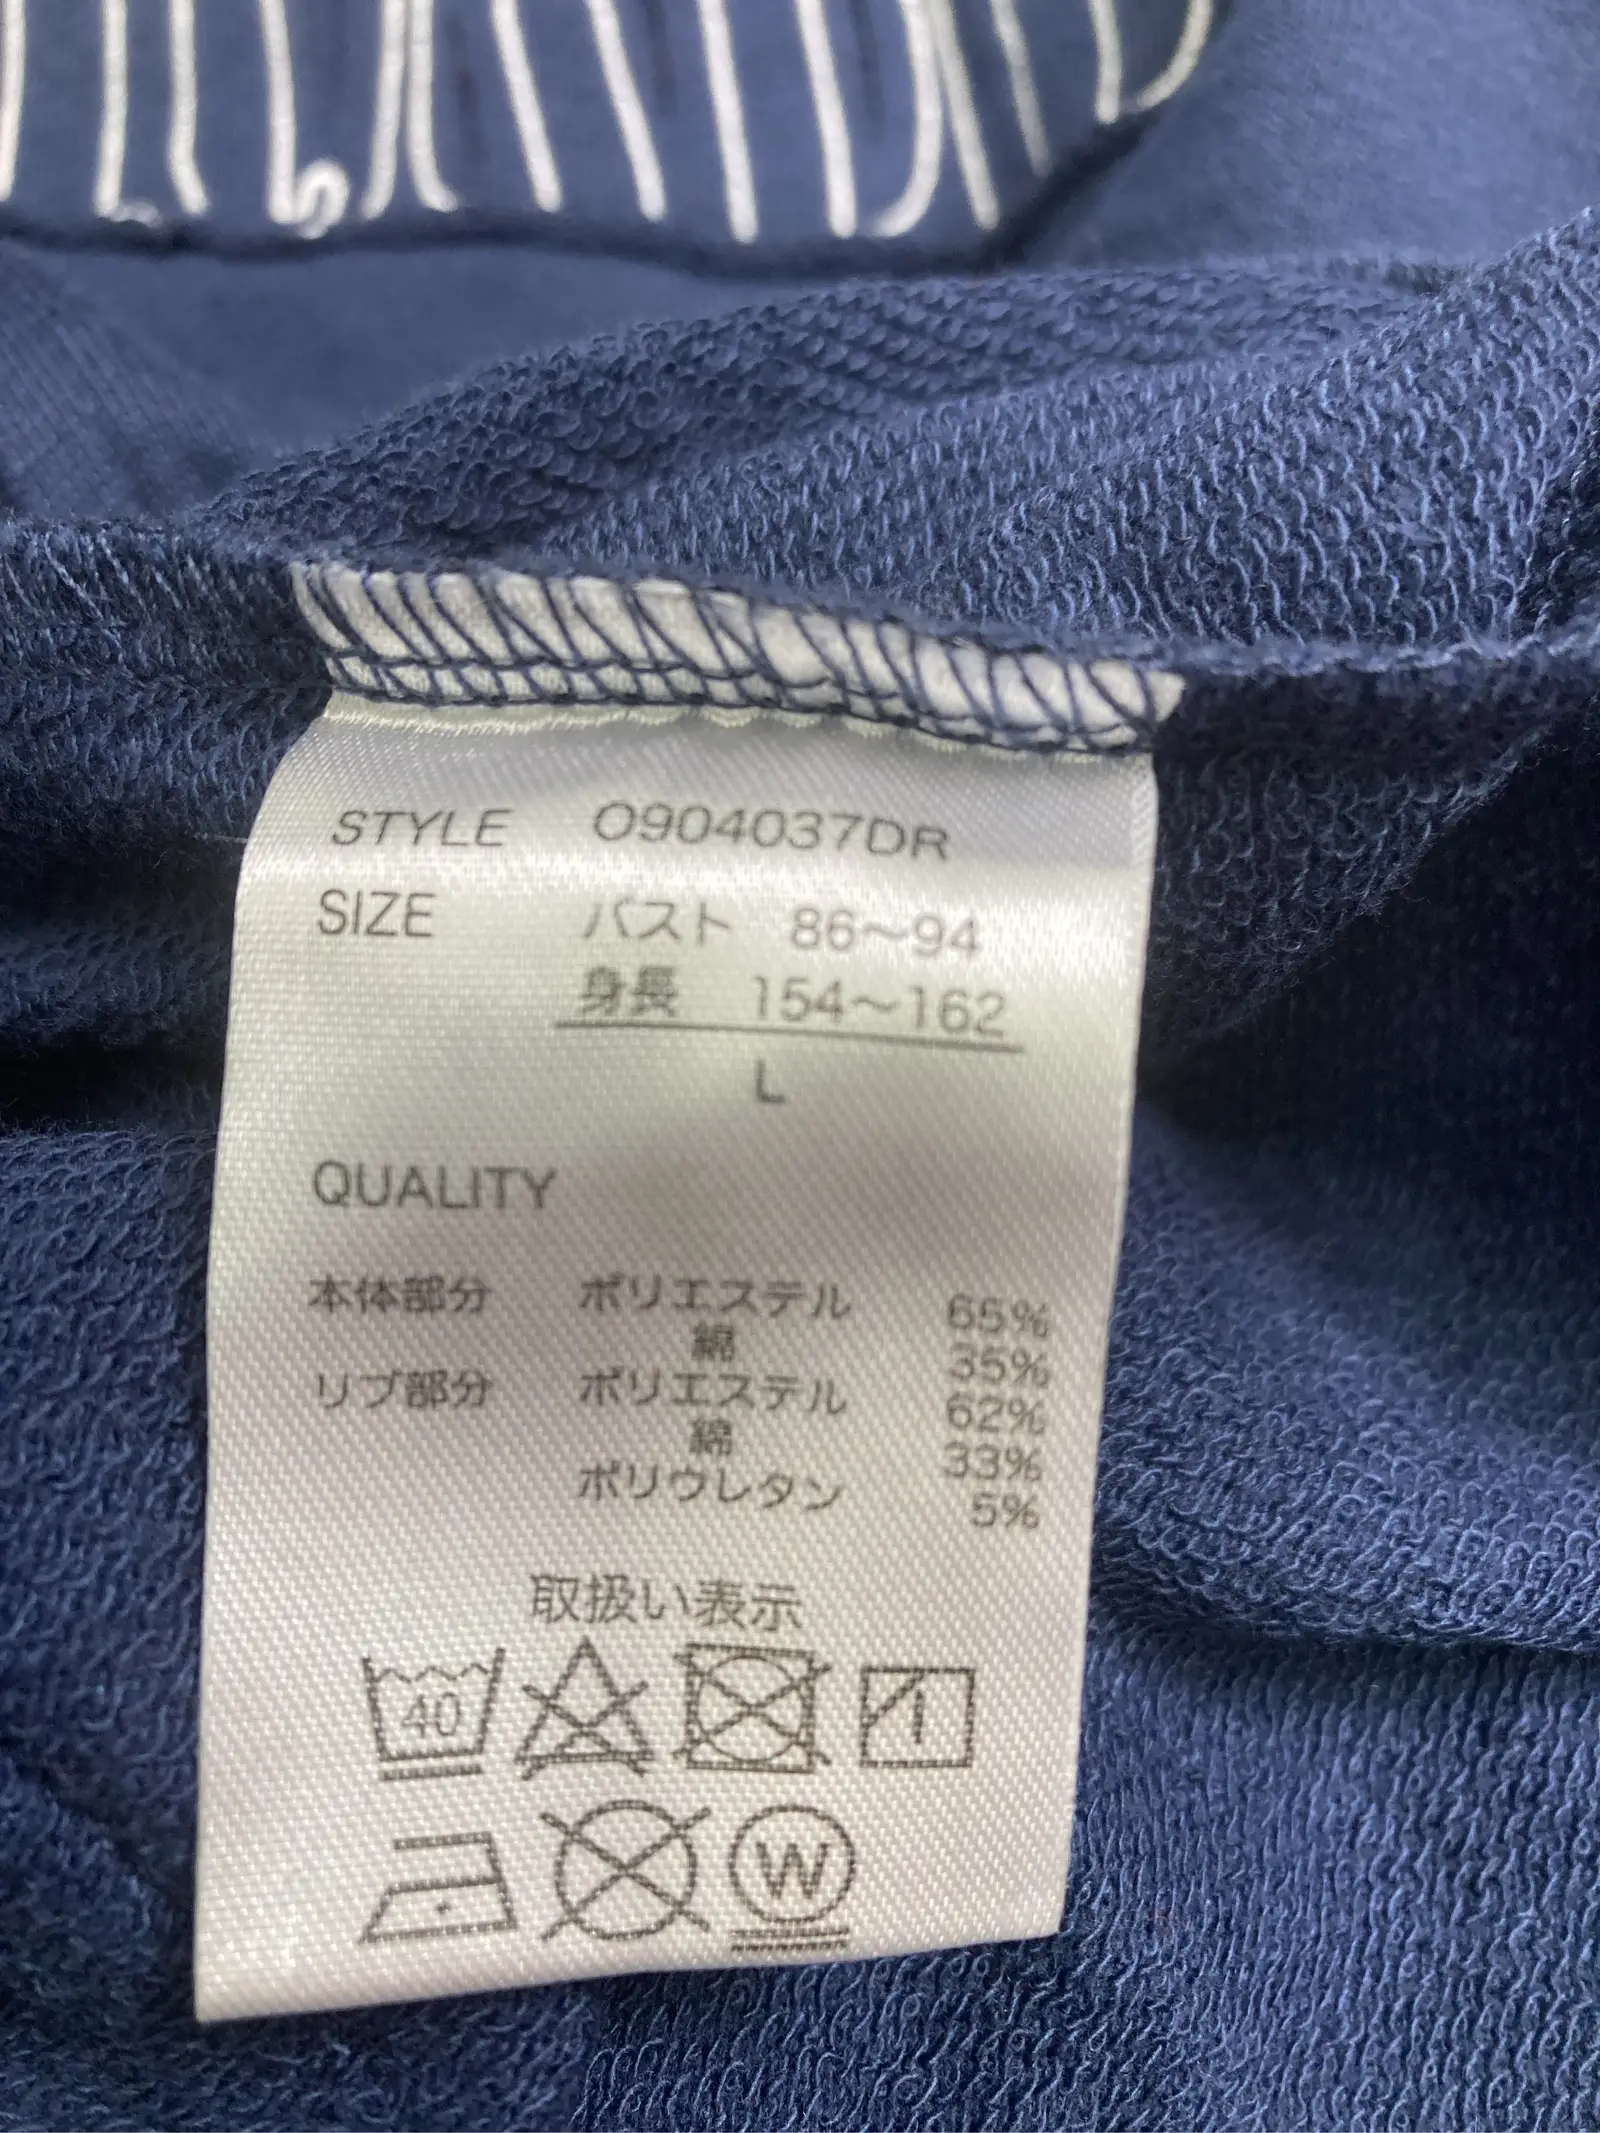 STYLE O904037DR
SIZE バスト 86〜94
身長 154〜162
L
QUALITY
本体部分 ポリエステル 65%
綿 35%
リブ部分 ポリエステル 62%
綿 33%
ポリウレタン 5%
取扱い表示
40
W